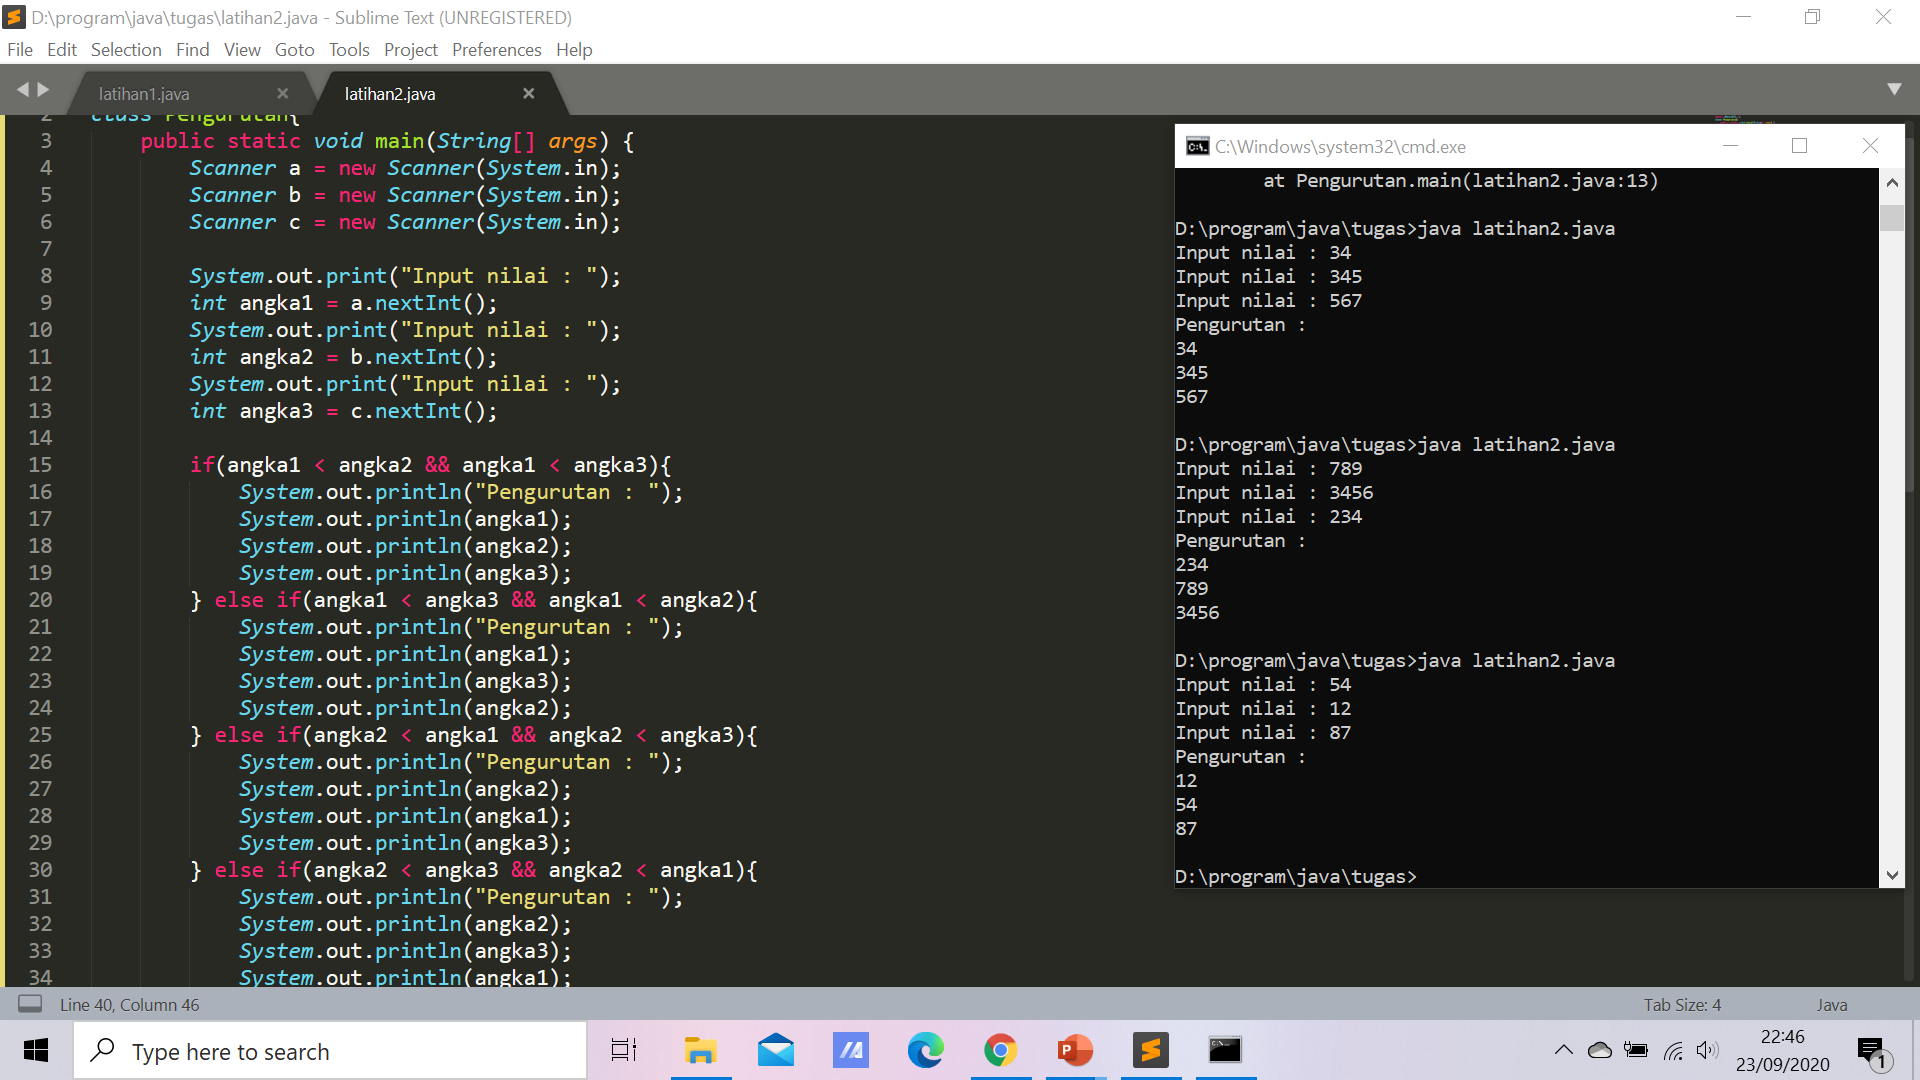 D:\program\java\tugas\latihan2.java - Sublime Text (UNREGISTERED)
File Edit Selection Find View Goto Tools Project Preferences Help
latihan1.java
latihan2.java
2 class Pengurutan{
3 public static void main(String[] args) {
4 Scanner a = new Scanner(System.in);
5 Scanner b = new Scanner(System.in);
6 Scanner c = new Scanner(System.in);
7
8 System.out.print("Input nilai : ");
9 int angka1 = a.nextInt();
10 System.out.print("Input nilai : ");
11 int angka2 = b.nextInt();
12 System.out.print("Input nilai : ");
13 int angka3 = c.nextInt();
14
15 if(angka1 < angka2 && angka1 < angka3){
16 System.out.println("Pengurutan : ");
17 System.out.println(angka1);
18 System.out.println(angka2);
19 System.out.println(angka3);
20 } else if(angka1 < angka3 && angka1 < angka2){
21 System.out.println("Pengurutan : ");
22 System.out.println(angka1);
23 System.out.println(angka3);
24 System.out.println(angka2);
25 } else if(angka2 < angka1 && angka2 < angka3){
26 System.out.println("Pengurutan : ");
27 System.out.println(angka2);
28 System.out.println(angka1);
29 System.out.println(angka3);
30 } else if(angka2 < angka3 && angka2 < angka1){
31 System.out.println("Pengurutan : ");
32 System.out.println(angka2);
33 System.out.println(angka3);
34 System.out.println(angka1);
C:\Windows\system32\cmd.exe
at Pengurutan.main(latihan2.java:13)
D:\program\java\tugas>java latihan2.java
Input nilai : 34
Input nilai : 345
Input nilai : 567
Pengurutan :
34
345
567
D:\program\java\tugas>java latihan2.java
Input nilai : 789
Input nilai : 3456
Input nilai : 234
Pengurutan :
234
789
3456
D:\program\java\tugas>java latihan2.java
Input nilai : 54
Input nilai : 12
Input nilai : 87
Pengurutan :
12
54
87
D:\program\java\tugas>
Line 40, Column 46
Tab Size: 4
Java
Type here to search
22:46
23/09/2020
1